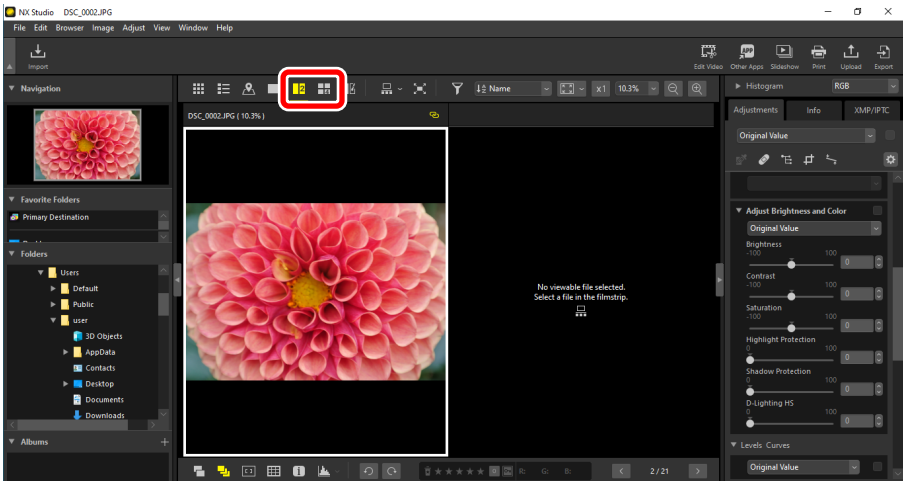 NX Studio DSC_0002.JPG
File Edit Browser Image Adjust View Window Help
Import
Edit Video Other Apps Slideshow Print Upload Export
Navigation
2 4
Name x1 10.3%
Histogram RGB
DSC_0002.JPG ( 10.3% )
Adjustments Info XMP/IPTC
Original Value
Favorite Folders
Primary Destination
Folders
Users
Default
Public
user
3D Objects
AppData
Contacts
Desktop
Documents
Downloads
Albums
No viewable file selected.
Select a file in the filmstrip.
R: G: B:
2 / 21
Adjust Brightness and Color
Original Value
Brightness
-100 100
0
Contrast
-100 100
0
Saturation
-100 100
0
Highlight Protection
0 100
0
Shadow Protection
0 100
0
D-Lighting HS
0 100
0
Levels Curves
Original Value